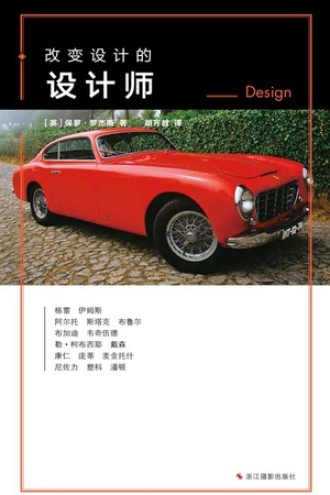 改变设计的
设计师
Design
[英]保罗·罗杰斯 著 胡齐放 译
格雷 伊姆斯
阿尔托 斯塔克 布鲁尔
布加迪 韦奇伍德
勒·柯布西耶 戴森
康仁 庞蒂 麦金托什
尼佐力 塑料 潘顿
浙江摄影出版社